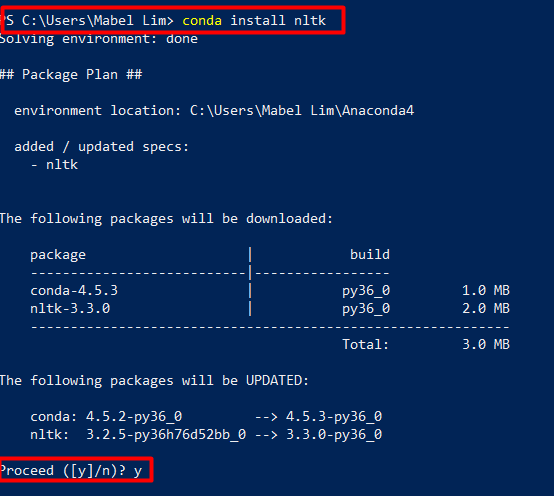 PS C:\Users\Mabel Lim> conda install nltk
Solving environment: done
## Package Plan ##
environment location: C:\Users\Mabel Lim\Anaconda4
added / updated specs:
- nltk
The following packages will be downloaded:
package | build
---------------------------|-----------------
conda-4.5.3 | py36_0 1.0 MB
nltk-3.3.0 | py36_0 2.0 MB
------------------------------------------------------------
Total: 3.0 MB
The following packages will be UPDATED:
conda: 4.5.2-py36_0 --> 4.5.3-py36_0
nltk: 3.2.5-py36h76d52bb_0 --> 3.3.0-py36_0
Proceed ([y]/n)? y